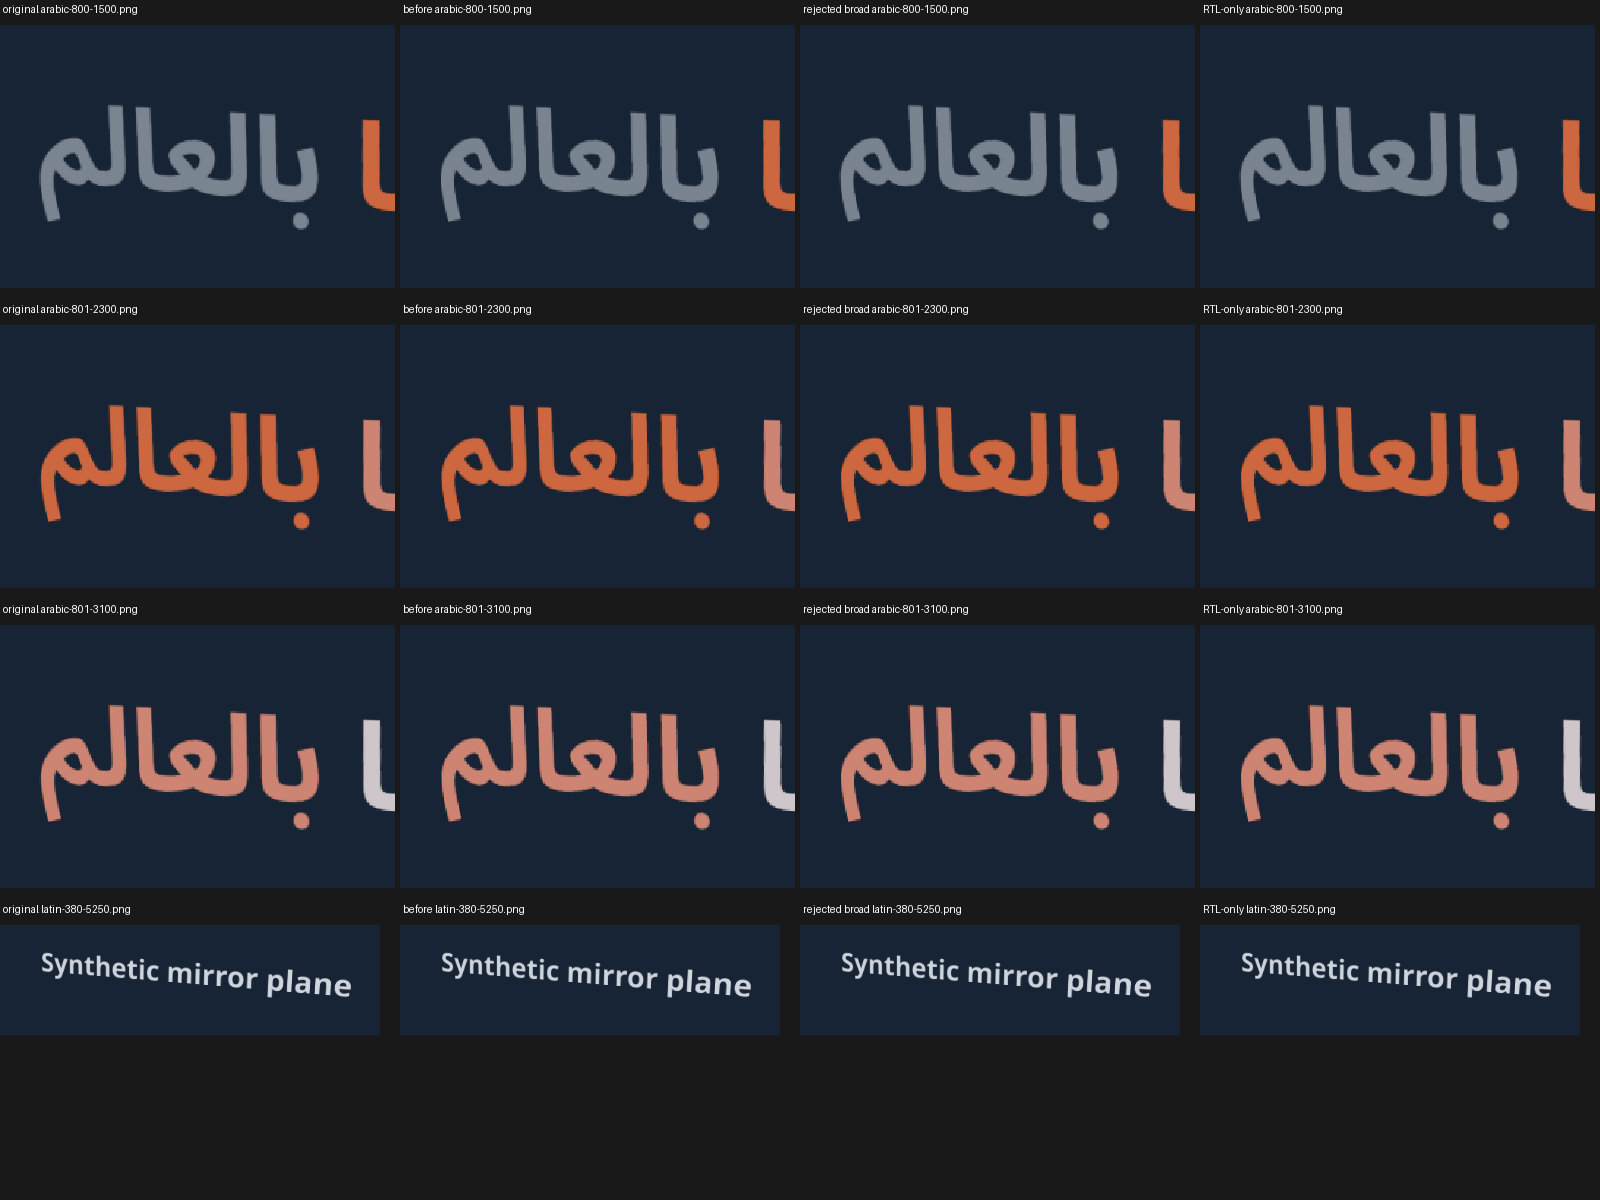 original arabic-800-1500.png before arabic-800-1500.png rejected broad arabic-800-1500.png RTL-only arabic-800-1500.png
بالعالم بالعالم بالعالم بالعالم
original arabic-801-2300.png before arabic-801-2300.png rejected broad arabic-801-2300.png RTL-only arabic-801-2300.png
بالعالم بالعالم بالعالم بالعالم
original arabic-801-3100.png before arabic-801-3100.png rejected broad arabic-801-3100.png RTL-only arabic-801-3100.png
بالعالم بالعالم بالعالم بالعالم
original latin-380-5250.png before latin-380-5250.png rejected broad latin-380-5250.png RTL-only latin-380-5250.png
Synthetic mirror plane Synthetic mirror plane Synthetic mirror plane Synthetic mirror plane